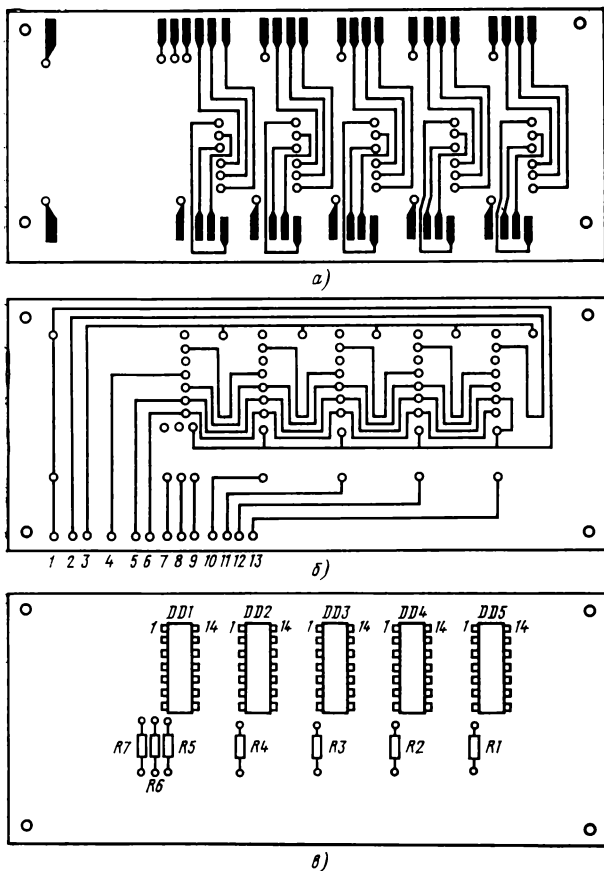 а)
1 2 3 4 5 6 7 8 9 10 11 12 13
б)
DD1 DD2 DD3 DD4 DD5
1 14 1 14 1 14 1 14 1 14
R7 R5 R4 R3 R2 R1
R6
в)